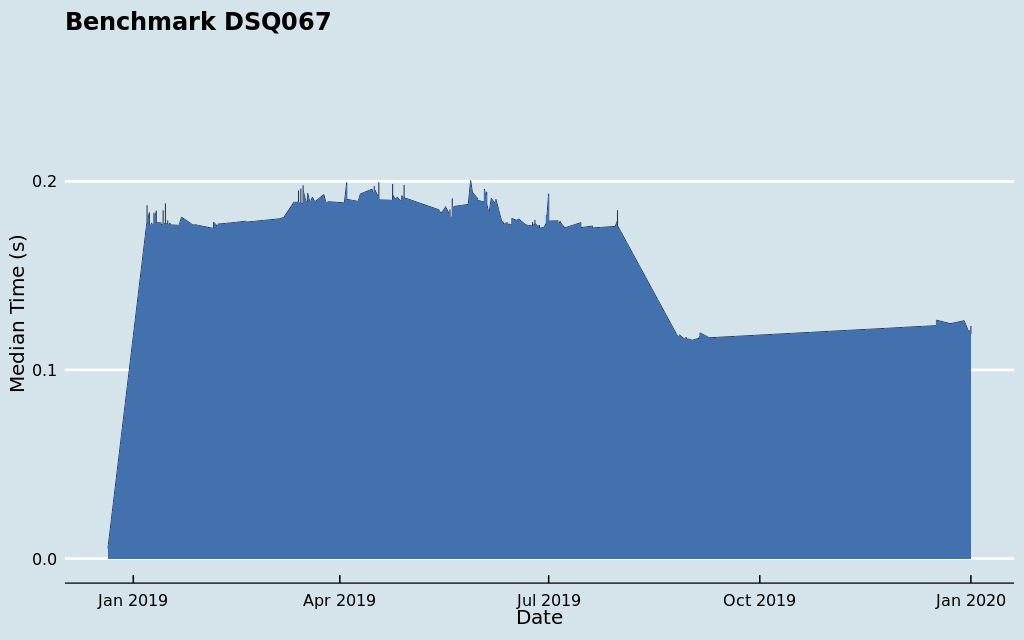 Benchmark DSQ067
Median Time (s)
0.2
0.1
0.0
Jan 2019
Apr 2019
Jul 2019
Oct 2019
Jan 2020
Date